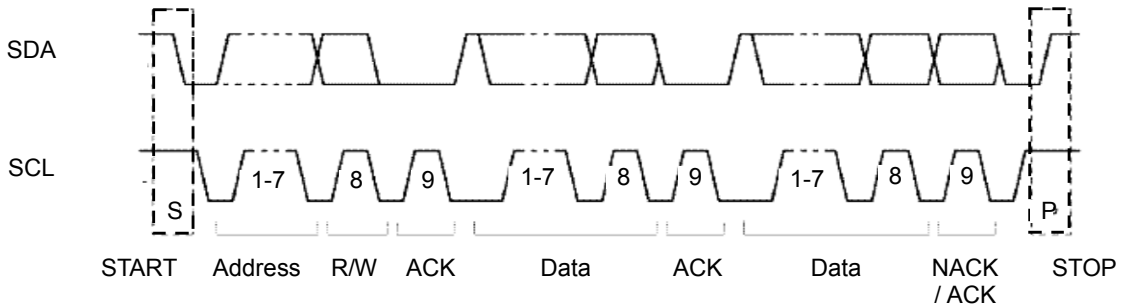 SDA
SCL
1-7 8 9 1-7 8 9 1-7 8 9
S P
START Address R/W ACK Data ACK Data NACK / ACK STOP